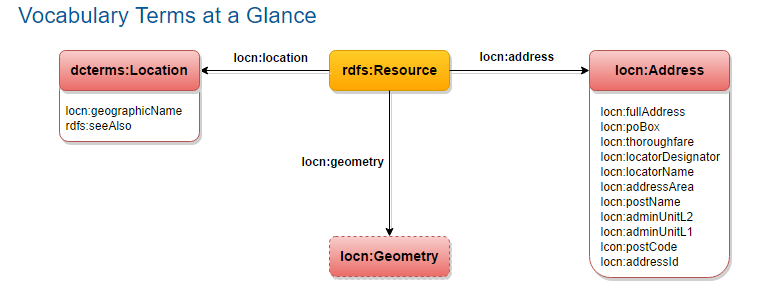 Vocabulary Terms at a Glance
locn:location
locn:address
dcterms:Location
rdfs:Resource
locn:Address
locn:geographicName
rdfs:seeAlso
locn:fullAddress
locn:poBox
locn:thoroughfare
locn:locatorDesignator
locn:locatorName
locn:addressArea
locn:postName
locn:adminUnitL2
locn:adminUnitL1
lcon:postCode
locn:addressId
locn:geometry
locn:Geometry